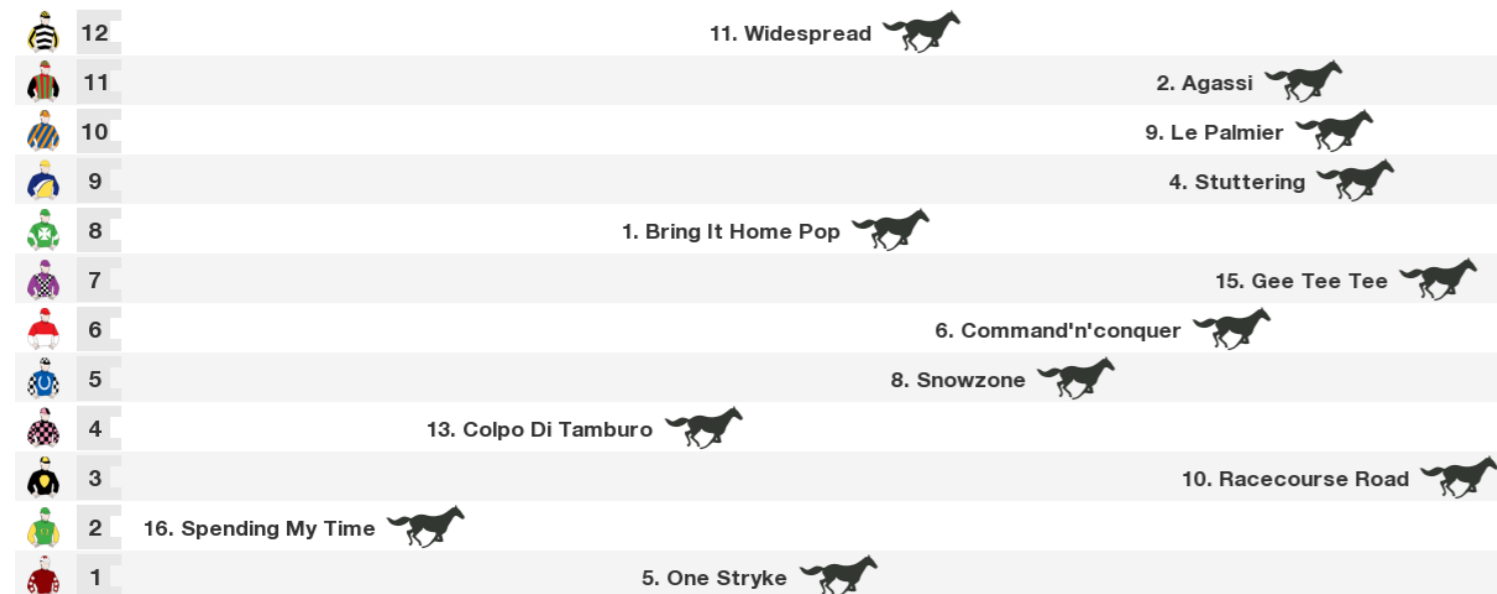 12 11. Widespread
11 2. Agassi
10 9. Le Palmier
9 4. Stuttering
8 1. Bring It Home Pop
7 15. Gee Tee Tee
6 6. Command'n'conquer
5 8. Snowzone
4 13. Colpo Di Tamburo
3 10. Racecourse Road
2 16. Spending My Time
1 5. One Stryke